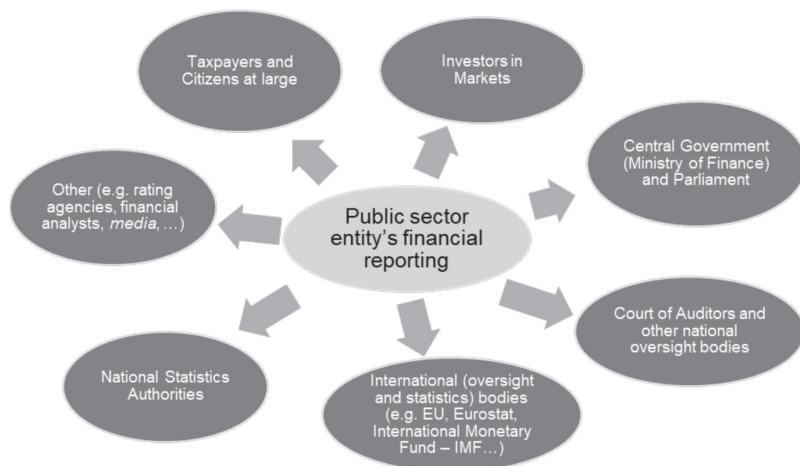 Taxpayers and
Citizens at large
Investors in
Markets
Central Government
(Ministry of Finance)
and Parliament
Other (e.g. rating
agencies, financial
analysts, media, …)
Public sector
entity’s financial
reporting
Court of Auditors and
other national
oversight bodies
National Statistics
Authorities
International (oversight
and statistics) bodies
(e.g. EU, Eurostat,
International Monetary
Fund – IMF…)